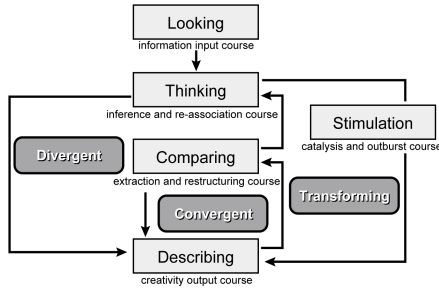 Looking
information input course
Thinking
inference and re-association course
Stimulation
catalysis and outburst course
Divergent
Comparing
extraction and restructuring course
Transforming
Convergent
Describing
creativity output course